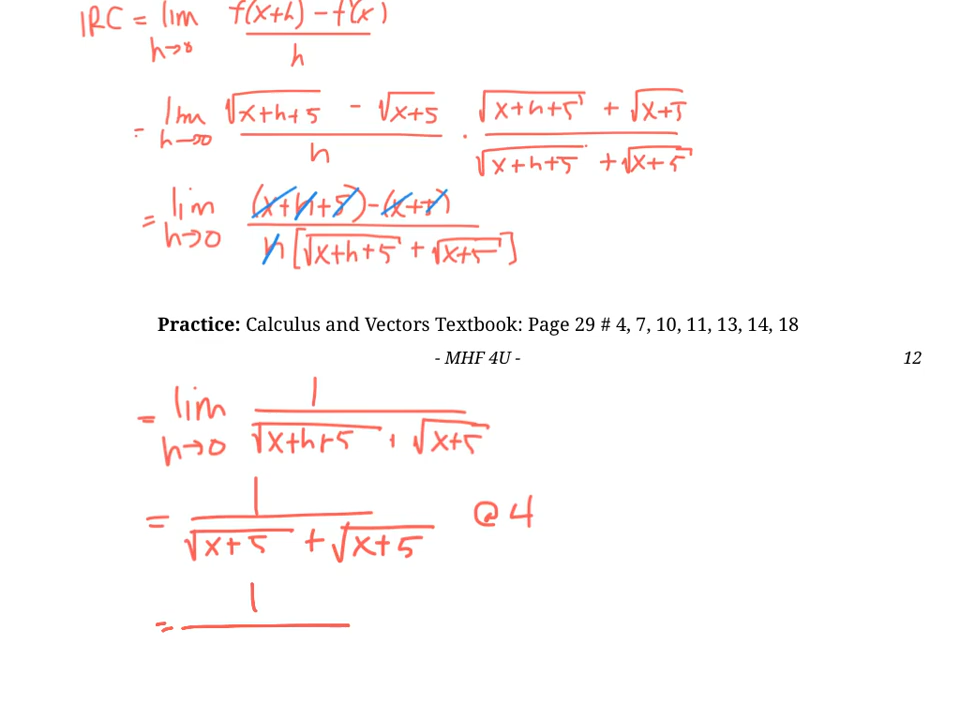 IRC = lim h→0 f(x+h) - f(x) / h
= lim h→0 √x+h+5 - √x+5 / h · √x+h+5 + √x+5 / √x+h+5 + √x+5
= lim h→0 (x+h+5)-(x+5) / h[√x+h+5 + √x+5]
Practice: Calculus and Vectors Textbook: Page 29 # 4, 7, 10, 11, 13, 14, 18
- MHF 4U - 12
= lim h→0 1 / √x+h+5 + √x+5
= 1 / √x+5 + √x+5 @ 4
= 1 /